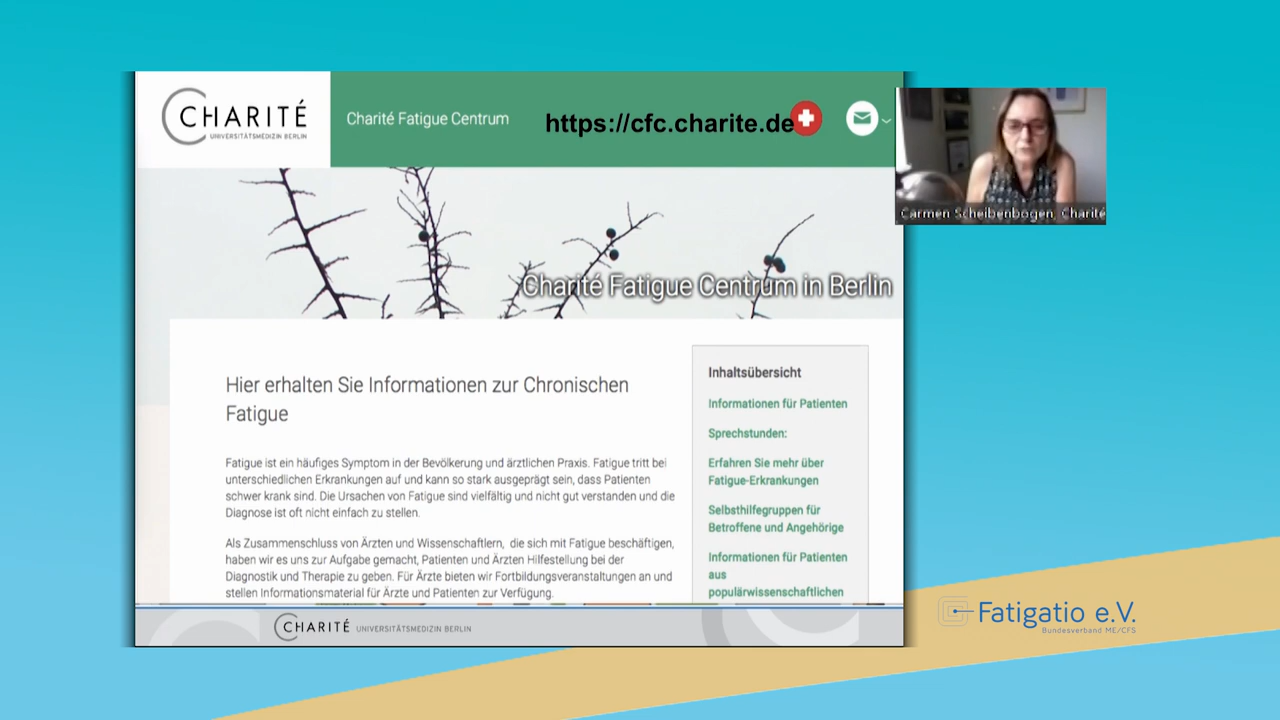 CHARITÉ
UNIVERSITÄTSMEDIZIN BERLIN
Charité Fatigue Centrum
https://cfc.charite.de
Carmen Scheibenbogen, Charité
Charité Fatigue Centrum in Berlin
Hier erhalten Sie Informationen zur Chronischen
Fatigue
Fatigue ist ein häufiges Symptom in der Bevölkerung und ärztlichen Praxis. Fatigue tritt bei
unterschiedlichen Erkrankungen auf und kann so stark ausgeprägt sein, dass Patienten
schwer krank sind. Die Ursachen von Fatigue sind vielfältig und nicht gut verstanden und die
Diagnose ist oft nicht einfach zu stellen.
Als Zusammenschluss von Ärzten und Wissenschaftlern, die sich mit Fatigue beschäftigen,
haben wir es uns zur Aufgabe gemacht, Patienten und Ärzten Hilfestellung bei der
Diagnostik und Therapie zu geben. Für Ärzte bieten wir Fortbildungsveranstaltungen an und
stellen Informationsmaterial für Ärzte und Patienten zur Verfügung.
Inhaltsübersicht
Informationen für Patienten
Sprechstunden:
Erfahren Sie mehr über
Fatigue-Erkrankungen
Selbsthilfegruppen für
Betroffene und Angehörige
Informationen für Patienten
aus
populärwissenschaftlichen
CHARITÉ UNIVERSITÄTSMEDIZIN BERLIN
Fatigatio e.V.
Bundesverband ME/CFS